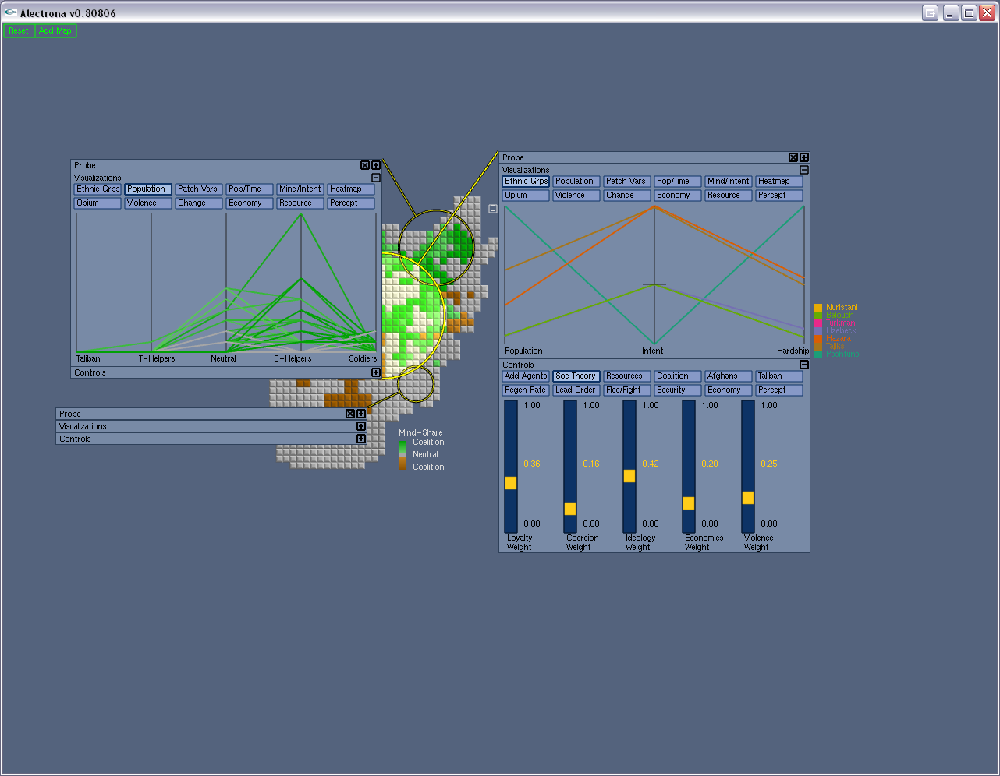 Alectrona v0.80806
Reset Add Map
Probe
Visualizations
Ethnic Grps Population Patch Vars Pop/Time Mind/Intent Heatmap
Opium Violence Change Economy Resource Percept
Taliban T-Helpers Neutral S-Helpers Soldiers
Controls
Probe
Visualizations
Controls
Mind-Share
Coalition
Neutral
Coalition
C
Probe
Visualizations
Ethnic Grps Population Patch Vars Pop/Time Mind/Intent Heatmap
Opium Violence Change Economy Resource Percept
Population Intent Hardship
Controls
Add Agents Soc Theory Resources Coalition Afghans Taliban
Regen Rate Lead Order Flee/Fight Security Economy Percept
1.00 1.00 1.00 1.00 1.00
0.36 0.16 0.42 0.20 0.25
0.00 0.00 0.00 0.00 0.00
Loyalty Coercion Ideology Economics Violence
Weight Weight Weight Weight Weight
Nuristani
Balouch
Turkmen
Uzebeck
Hazara
Tajiks
Pashtuns